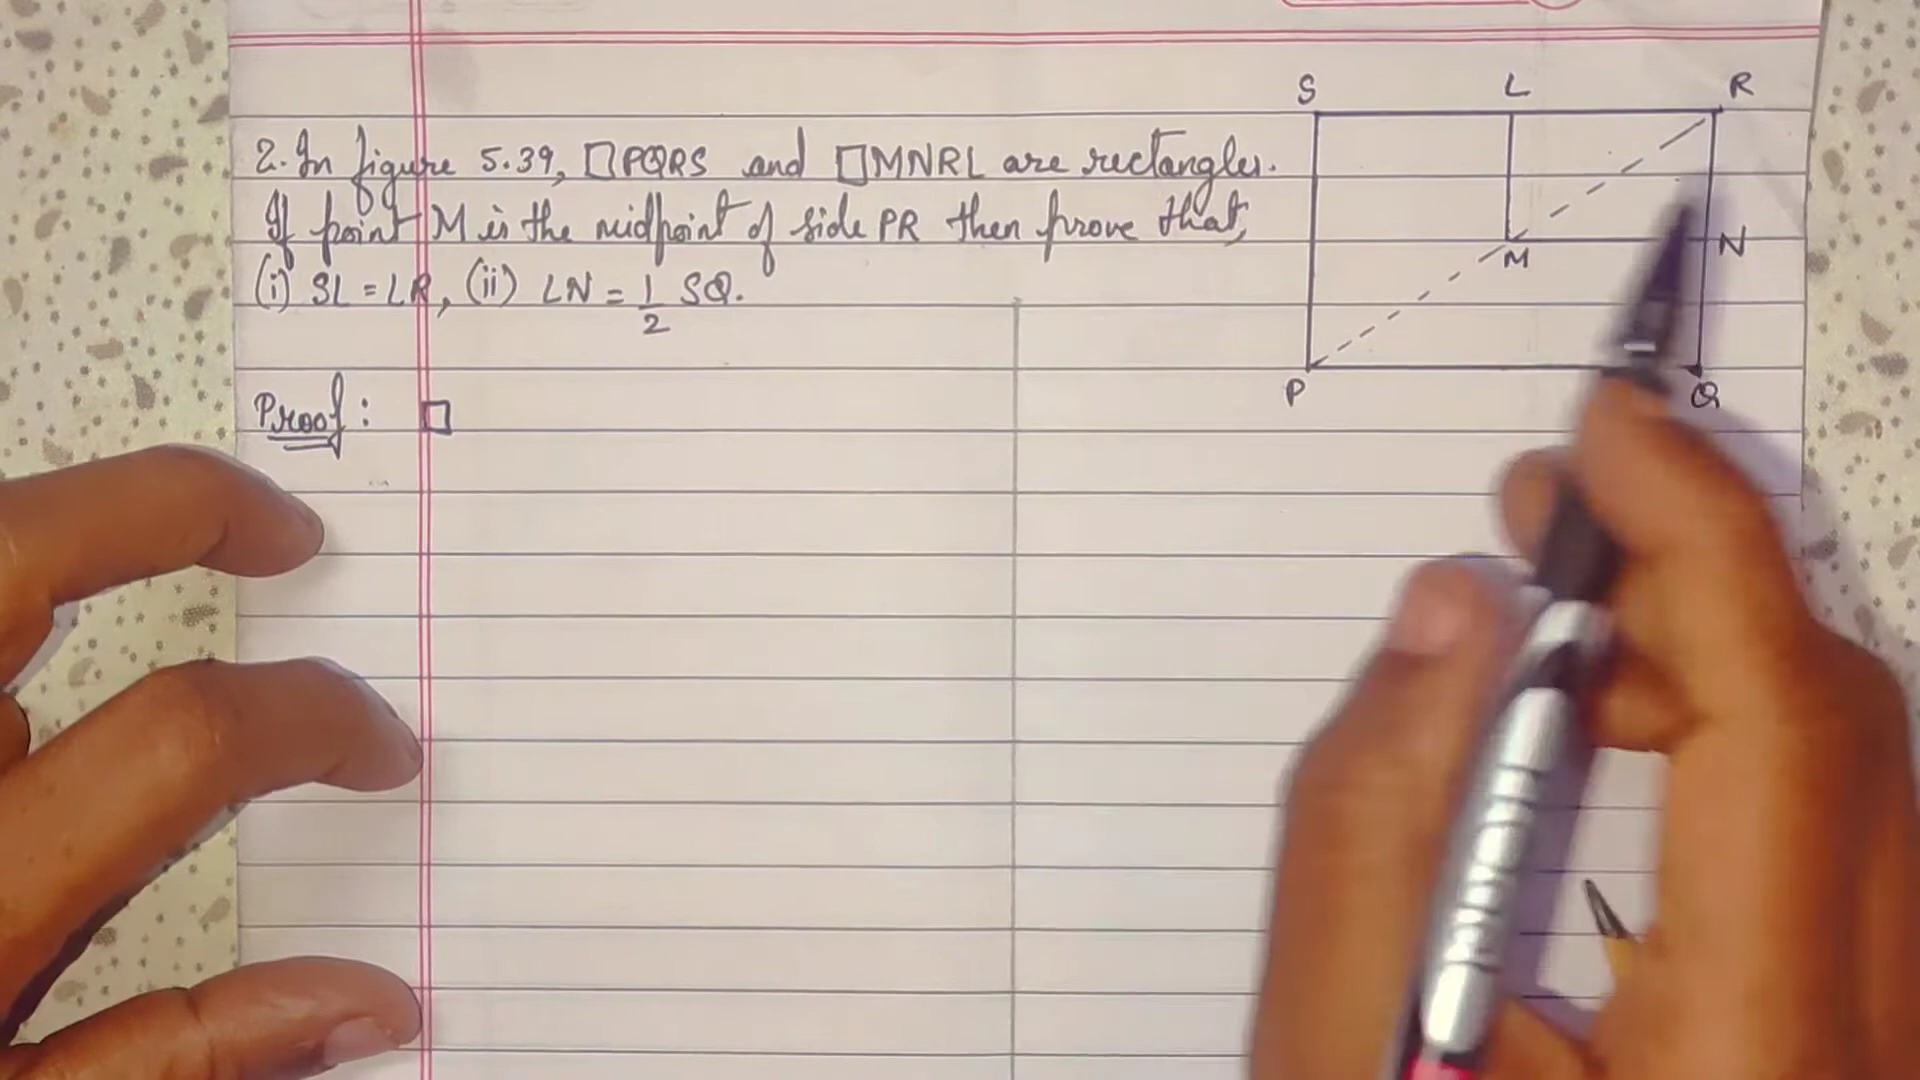 2. In figure 5.39, □PQRS and □MNRL are rectangles.
If point M is the midpoint of side PR then prove that,
(i) SL = LR, (ii) LN = 1/2 SQ.
Proof : □
S L R
M N
P Q